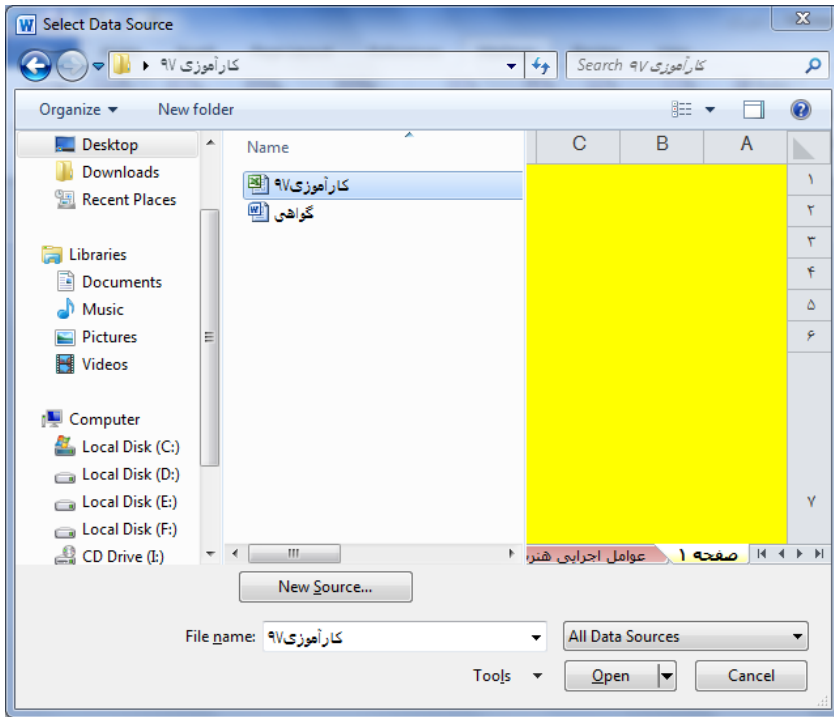 Select Data Source
کارآموزی ۹۷
Search کارآموزی ۹۷
Organize
New folder
Desktop
Downloads
Recent Places
Libraries
Documents
Music
Pictures
Videos
Computer
Local Disk (C:)
Local Disk (D:)
Local Disk (E:)
Local Disk (F:)
CD Drive (I:)
Name
کارآموزی۹۷
گواهی
C B A
۱
۲
۳
۴
۵
۶
۷
صفحه ۱
عوامل اجرایی
New Source...
File name: کارآموزی۹۷
All Data Sources
Tools
Open
Cancel